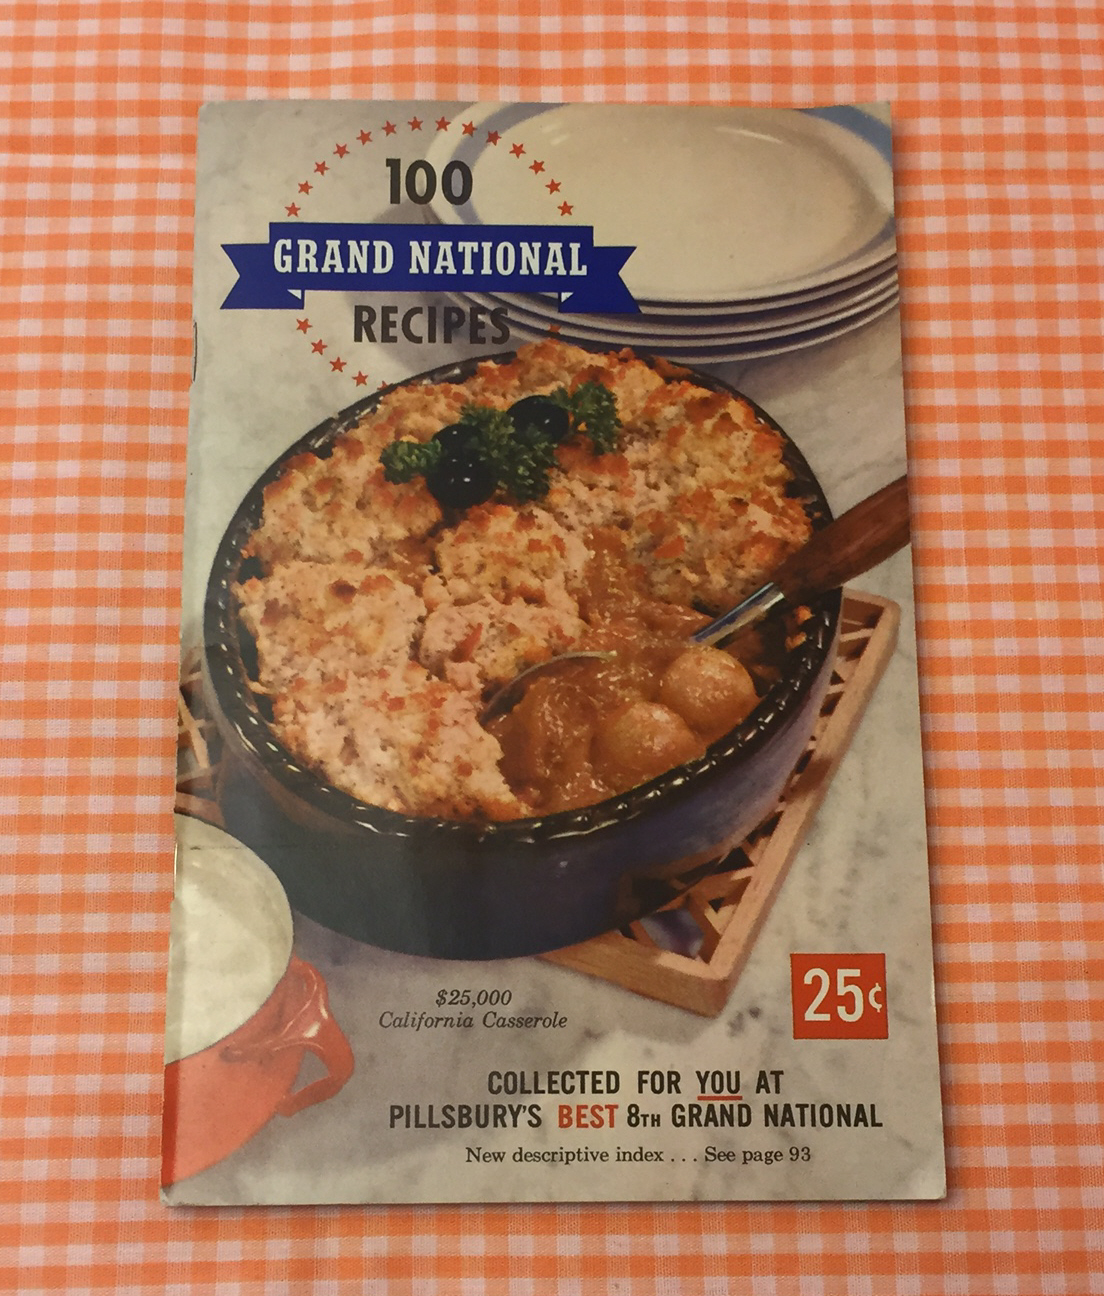 100
GRAND NATIONAL
RECIPES
$25,000
California Casserole
25¢
COLLECTED FOR YOU AT
PILLSBURY'S BEST 8TH GRAND NATIONAL
New descriptive index . . . See page 93